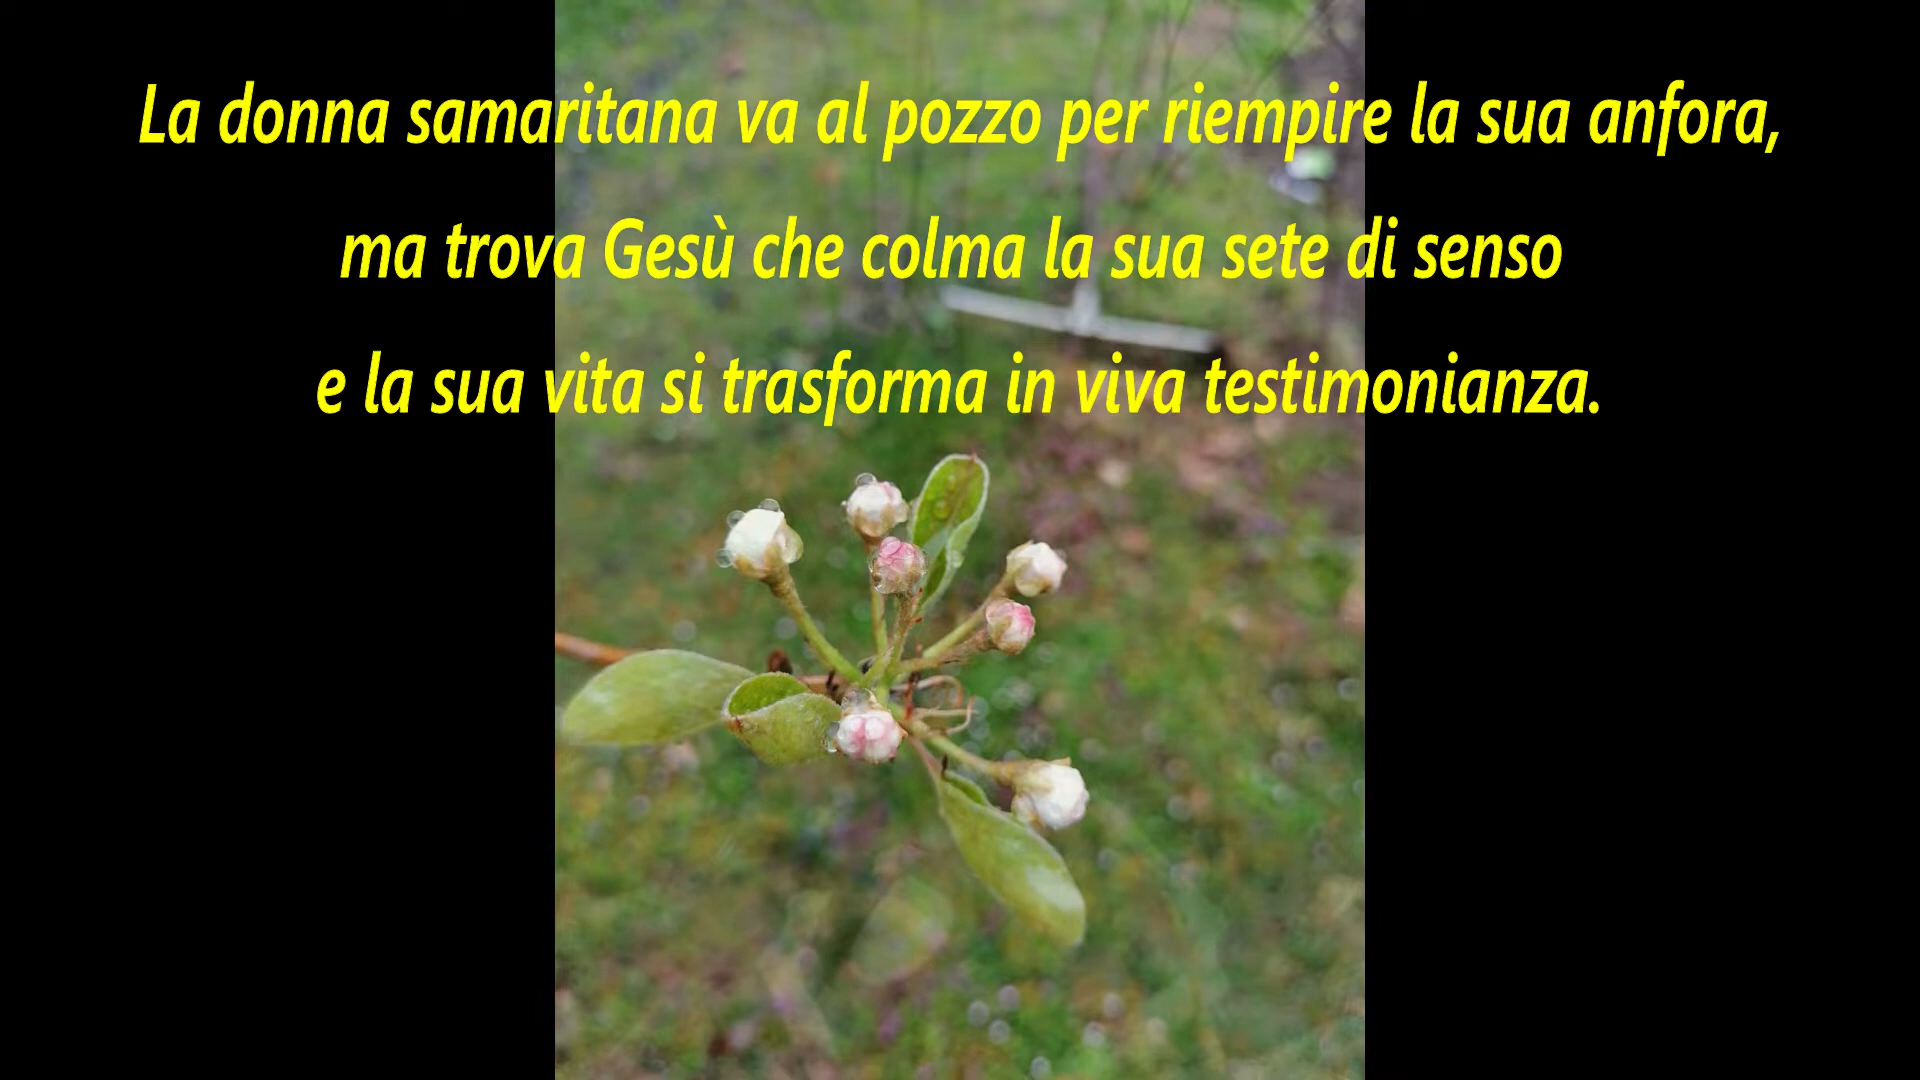 La donna samaritana va al pozzo per riempire la sua anfora,
ma trova Gesù che colma la sua sete di senso
e la sua vita si trasforma in viva testimonianza.